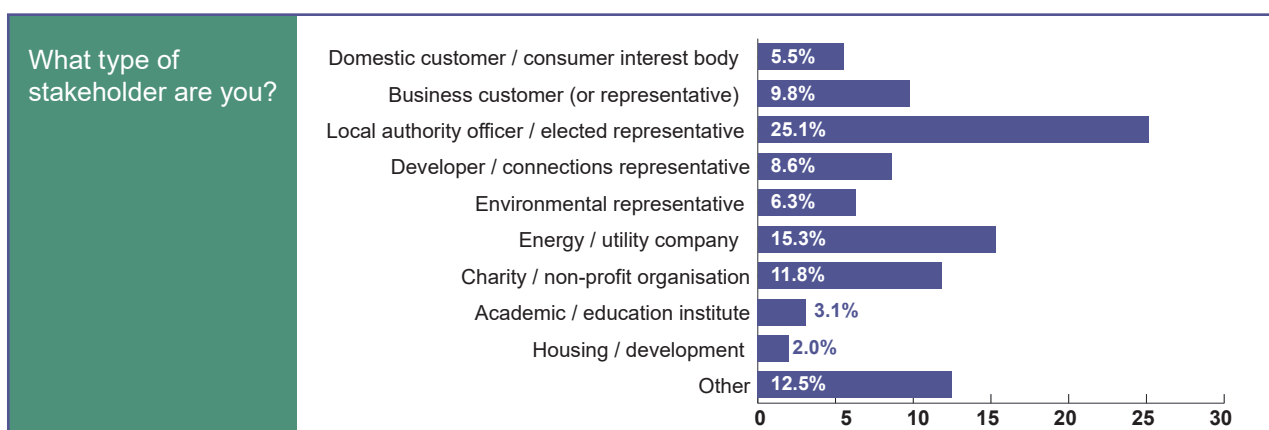 What type of
stakeholder are you?
Domestic customer / consumer interest body 5.5%
Business customer (or representative) 9.8%
Local authority officer / elected representative 25.1%
Developer / connections representative 8.6%
Environmental representative 6.3%
Energy / utility company 15.3%
Charity / non-profit organisation 11.8%
Academic / education institute 3.1%
Housing / development 2.0%
Other 12.5%
0 5 10 15 20 25 30